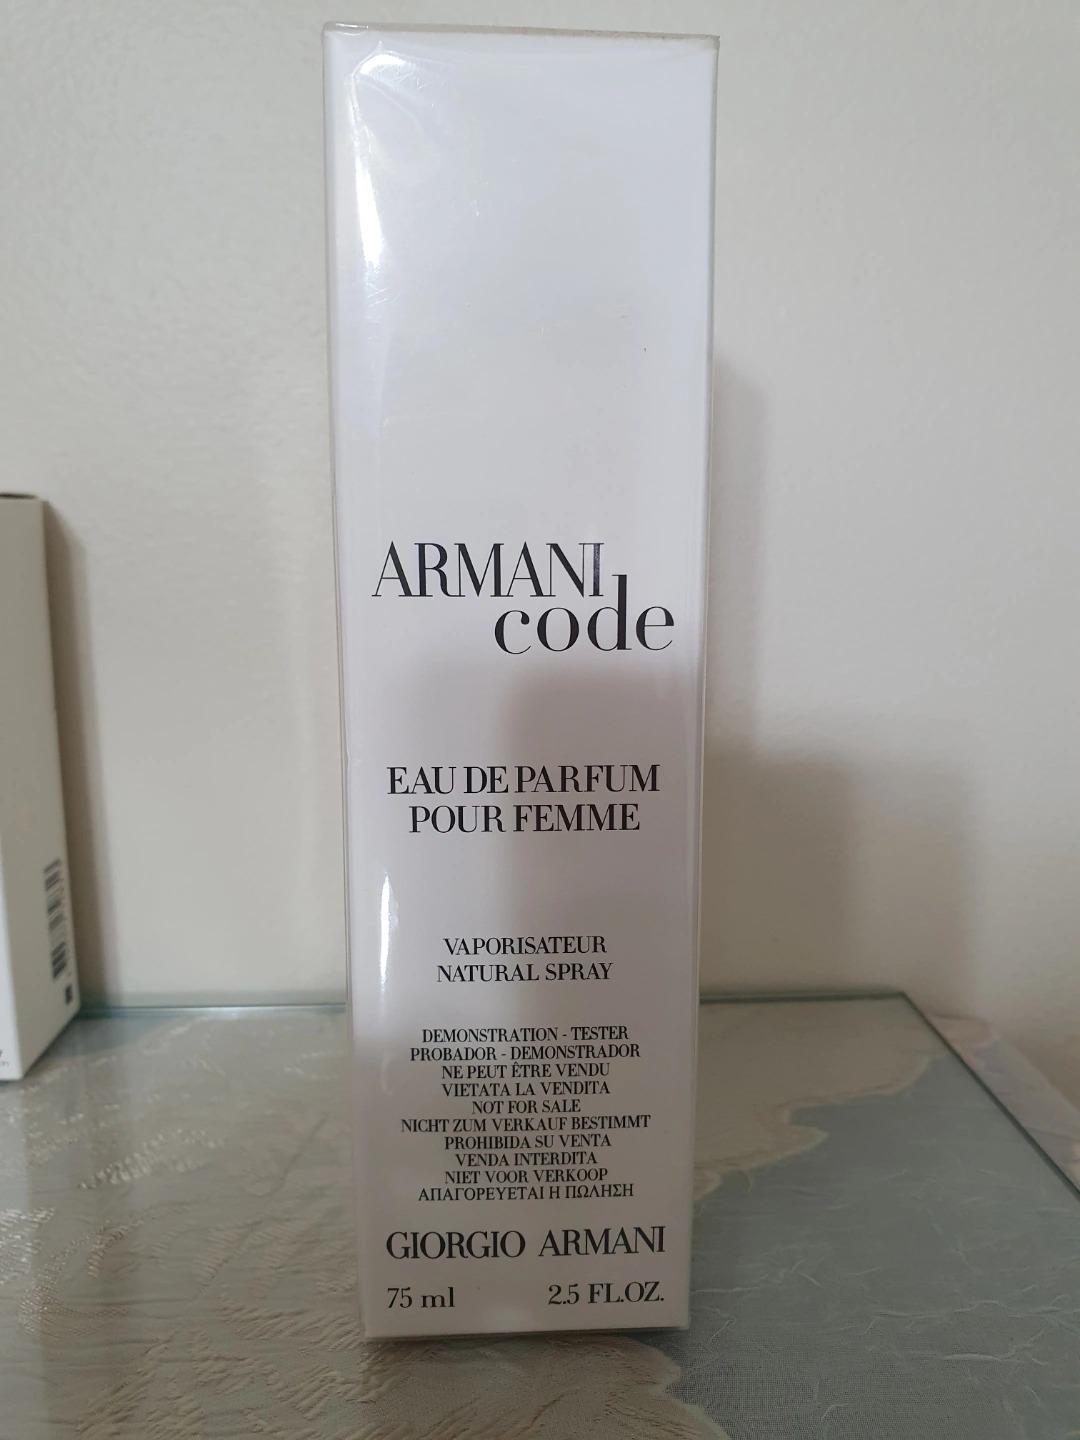 ARMANI
code
EAU DE PARFUM
POUR FEMME
VAPORISATEUR
NATURAL SPRAY
DEMONSTRATION - TESTER
PROBADOR - DEMONSTRADOR
NE PEUT ÊTRE VENDU
VIETATA LA VENDITA
NOT FOR SALE
NICHT ZUM VERKAUF BESTIMMT
PROHIBIDA SU VENTA
VENDA INTERDITA
NIET VOOR VERKOOP
ΑΠΑΓΟΡΕΥΕΤΑΙ Η ΠΩΛΗΣΗ
GIORGIO ARMANI
75 ml 2.5 FL.OZ.